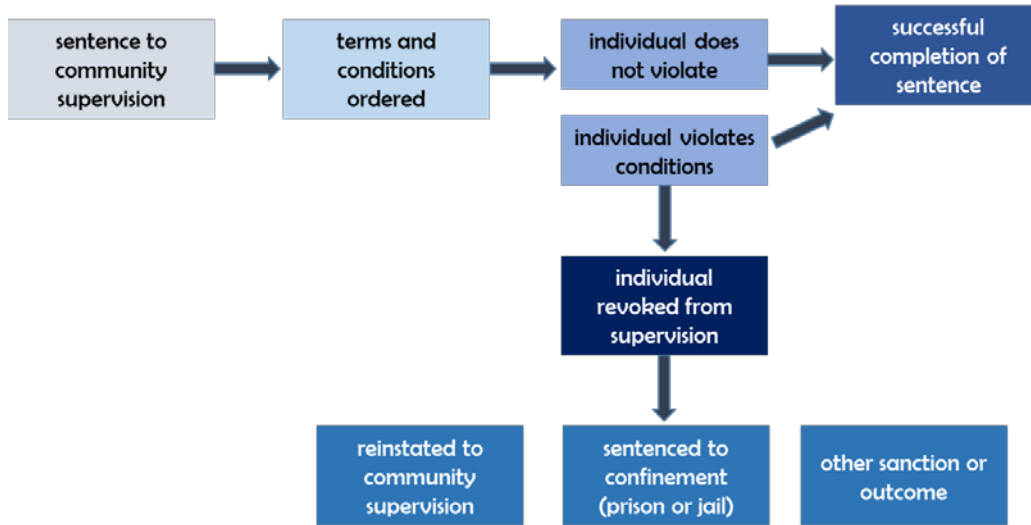 sentence to
community
supervision
terms and
conditions
ordered
individual does
not violate
successful
completion of
sentence
individual violates
conditions
individual
revoked from
supervision
reinstated to
community
supervision
sentenced to
confinement
(prison or jail)
other sanction or
outcome